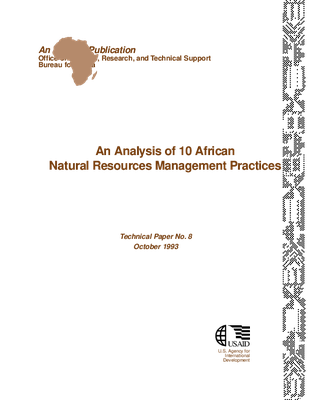 An Publication
Office , Research, and Technical Support
Bureau fo
An Analysis of 10 African
Natural Resources Management Practices
Technical Paper No. 8
October 1993
USAID
U.S. Agency for
International
Development